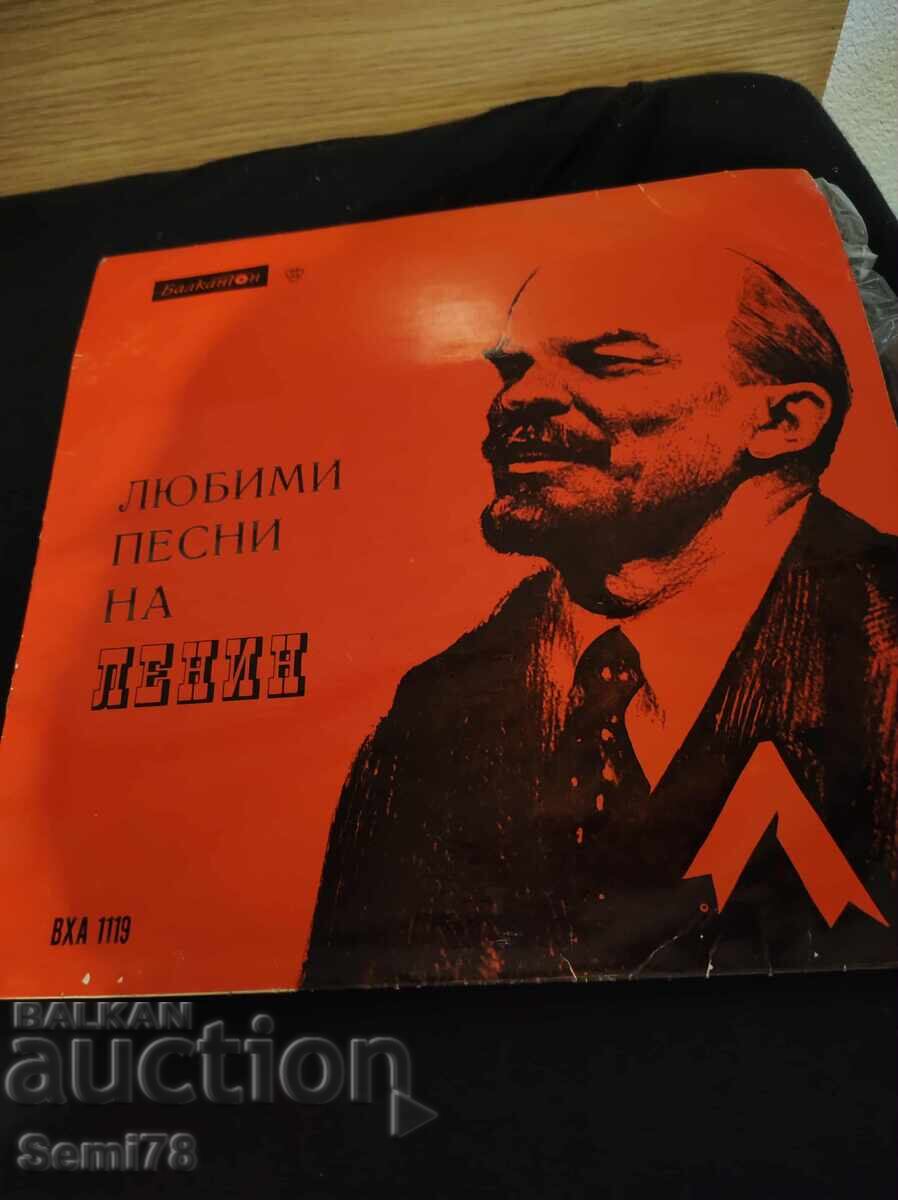 Балкантон
ЛЮБИМИ
ПЕСНИ
НА
ЛЕНИН
ВХА 1119
BALKAN
auction
Semi78